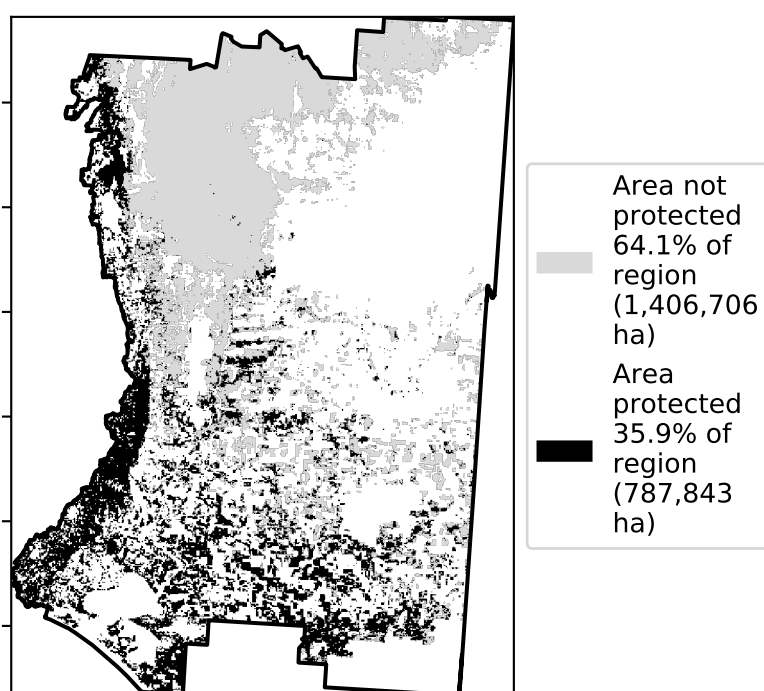 Area not
protected
64.1% of
region
(1,406,706
ha)
Area
protected
35.9% of
region
(787,843
ha)